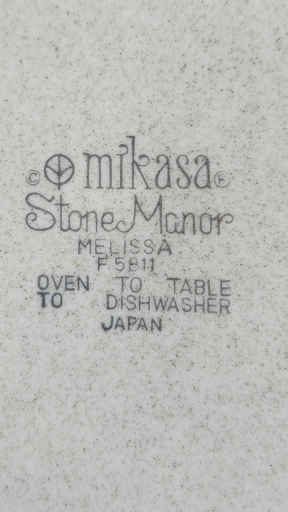 © mikasa ®
Stone Manor
MELISSA
F 5811
OVEN TO TABLE
TO DISHWASHER
JAPAN